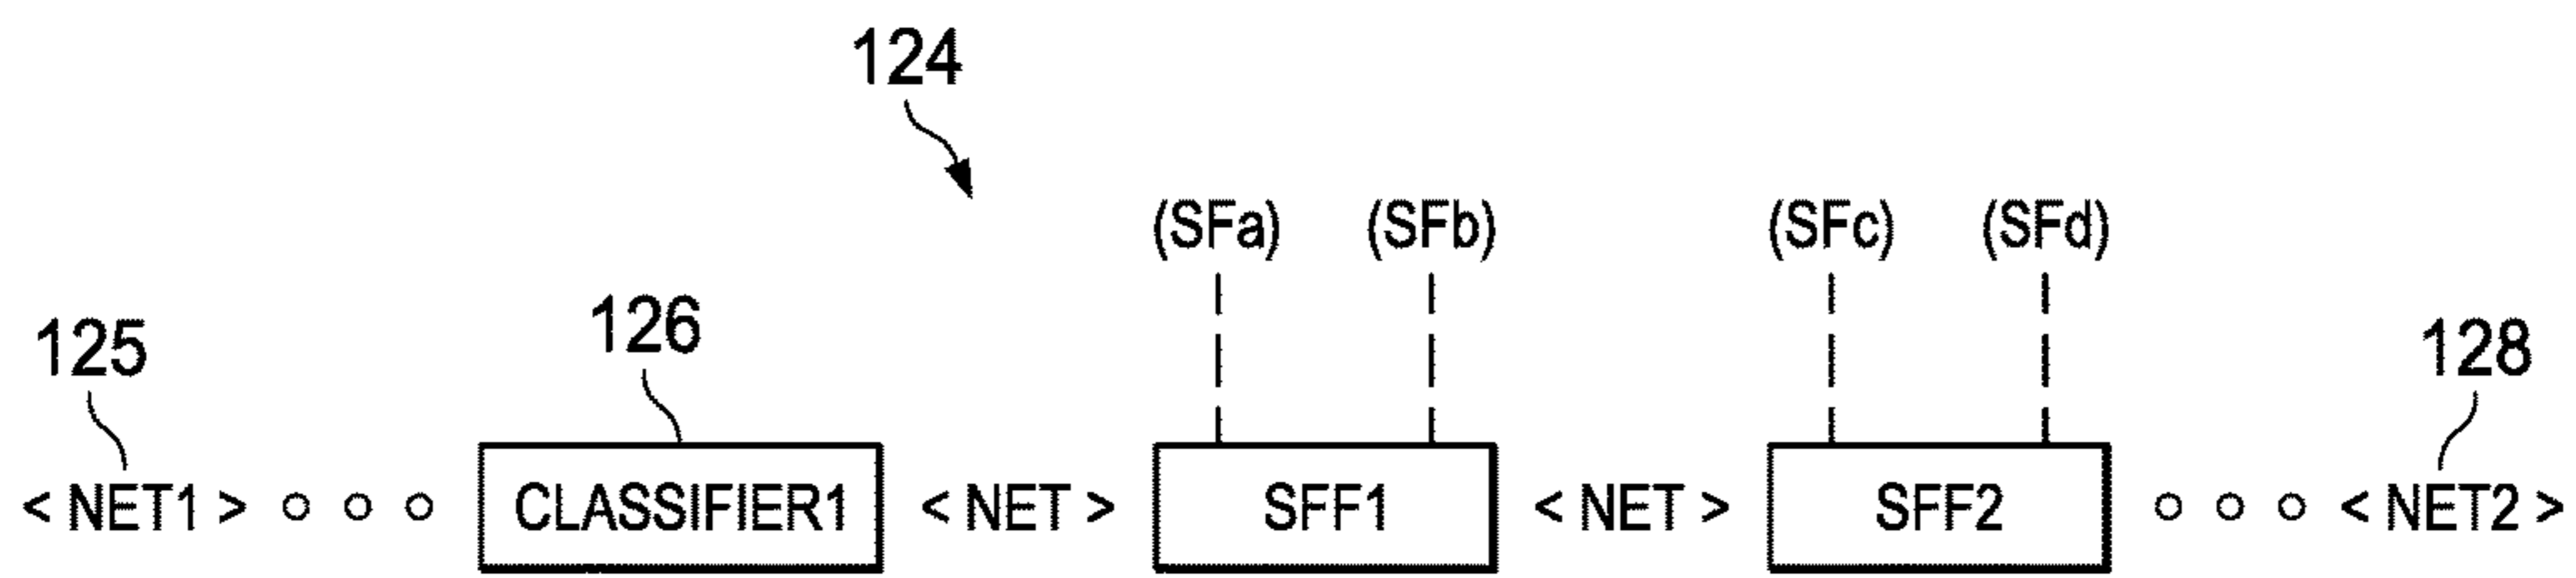 124
(SFa) (SFb) (SFc) (SFd)
125 126 128
< NET1 > ○ ○ ○ CLASSIFIER1 < NET > SFF1 < NET > SFF2 ○ ○ ○ < NET2 >